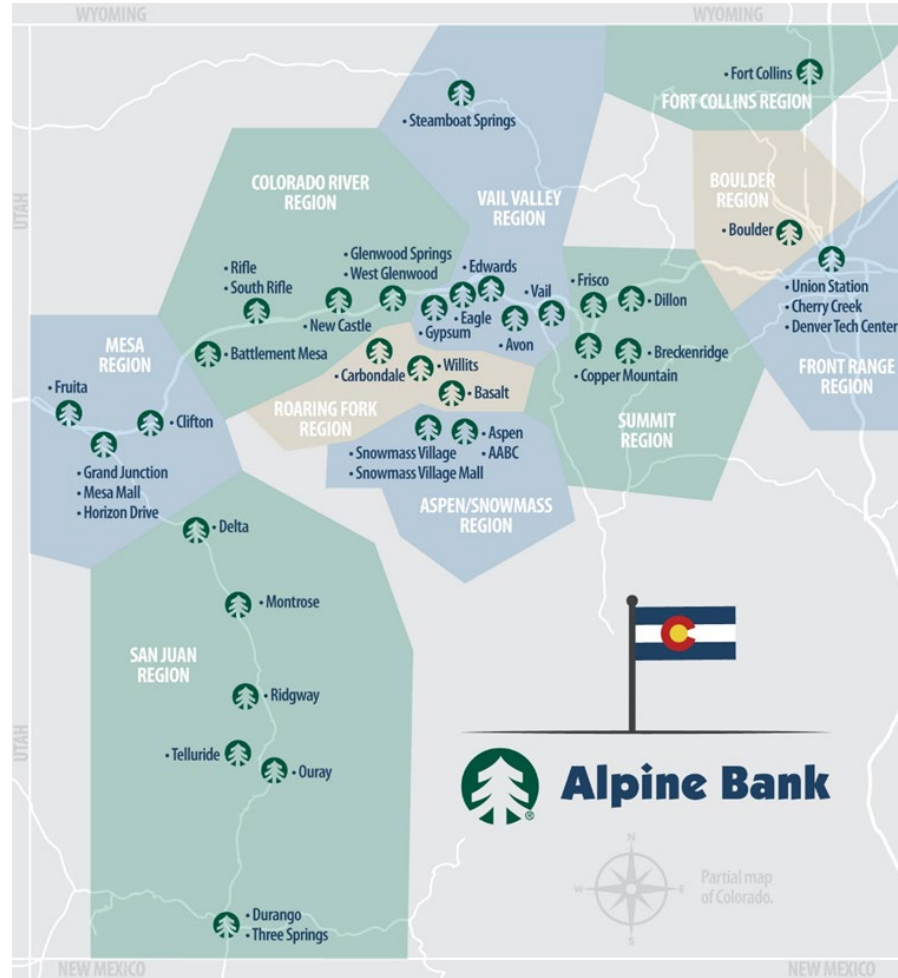 WYOMING
WYOMING
• Fort Collins
FORT COLLINS REGION
• Steamboat Springs
UTAH
COLORADO RIVER
REGION
VAIL VALLEY
REGION
BOULDER
REGION
• Boulder
• Glenwood Springs
• West Glenwood
• Rifle
• South Rifle
• New Castle
• Edwards
• Eagle
• Gypsum
• Vail
• Avon
• Frisco
• Dillon
• Union Station
• Cherry Creek
• Denver Tech Center
FRONT RANGE
REGION
MESA
REGION
• Battlement Mesa
• Carbondale
• Willits
• Basalt
ROARING FORK
REGION
• Breckenridge
• Copper Mountain
SUMMIT
REGION
• Fruita
• Clifton
• Grand Junction
• Mesa Mall
• Horizon Drive
• Snowmass Village
• Snowmass Village Mall
• Aspen
• AABC
ASPEN/SNOWMASS
REGION
• Delta
• Montrose
SAN JUAN
REGION
• Ridgway
• Telluride
• Ouray
UTAH
C
Alpine Bank
®
N
W
E
S
Partial map
of Colorado.
• Durango
• Three Springs
NEW MEXICO
NEW MEXICO